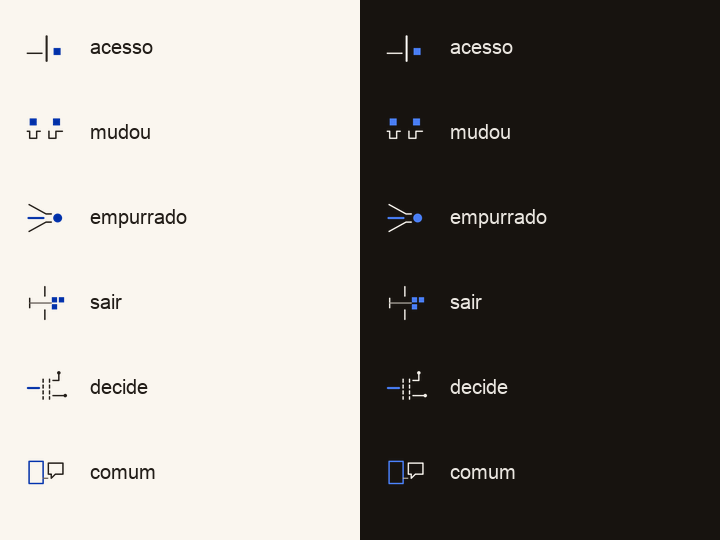 acesso
mudou
empurrado
sair
decide
comum
acesso
mudou
empurrado
sair
decide
comum